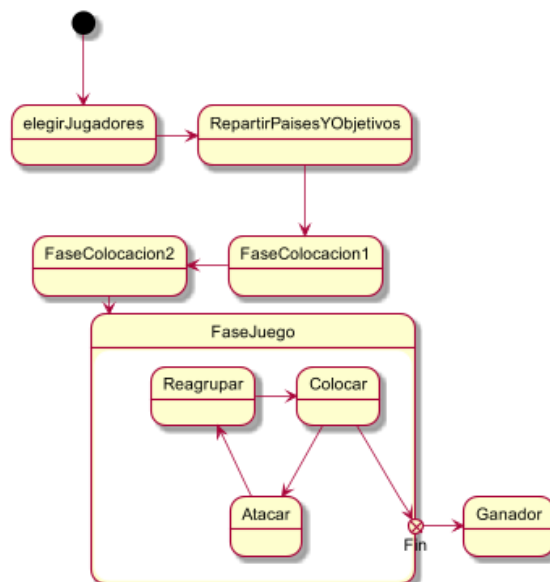 elegirJugadores
RepartirPaisesYObjetivos
FaseColocacion2
FaseColocacion1
FaseJuego
Reagrupar
Colocar
Atacar
Ganador
Fin